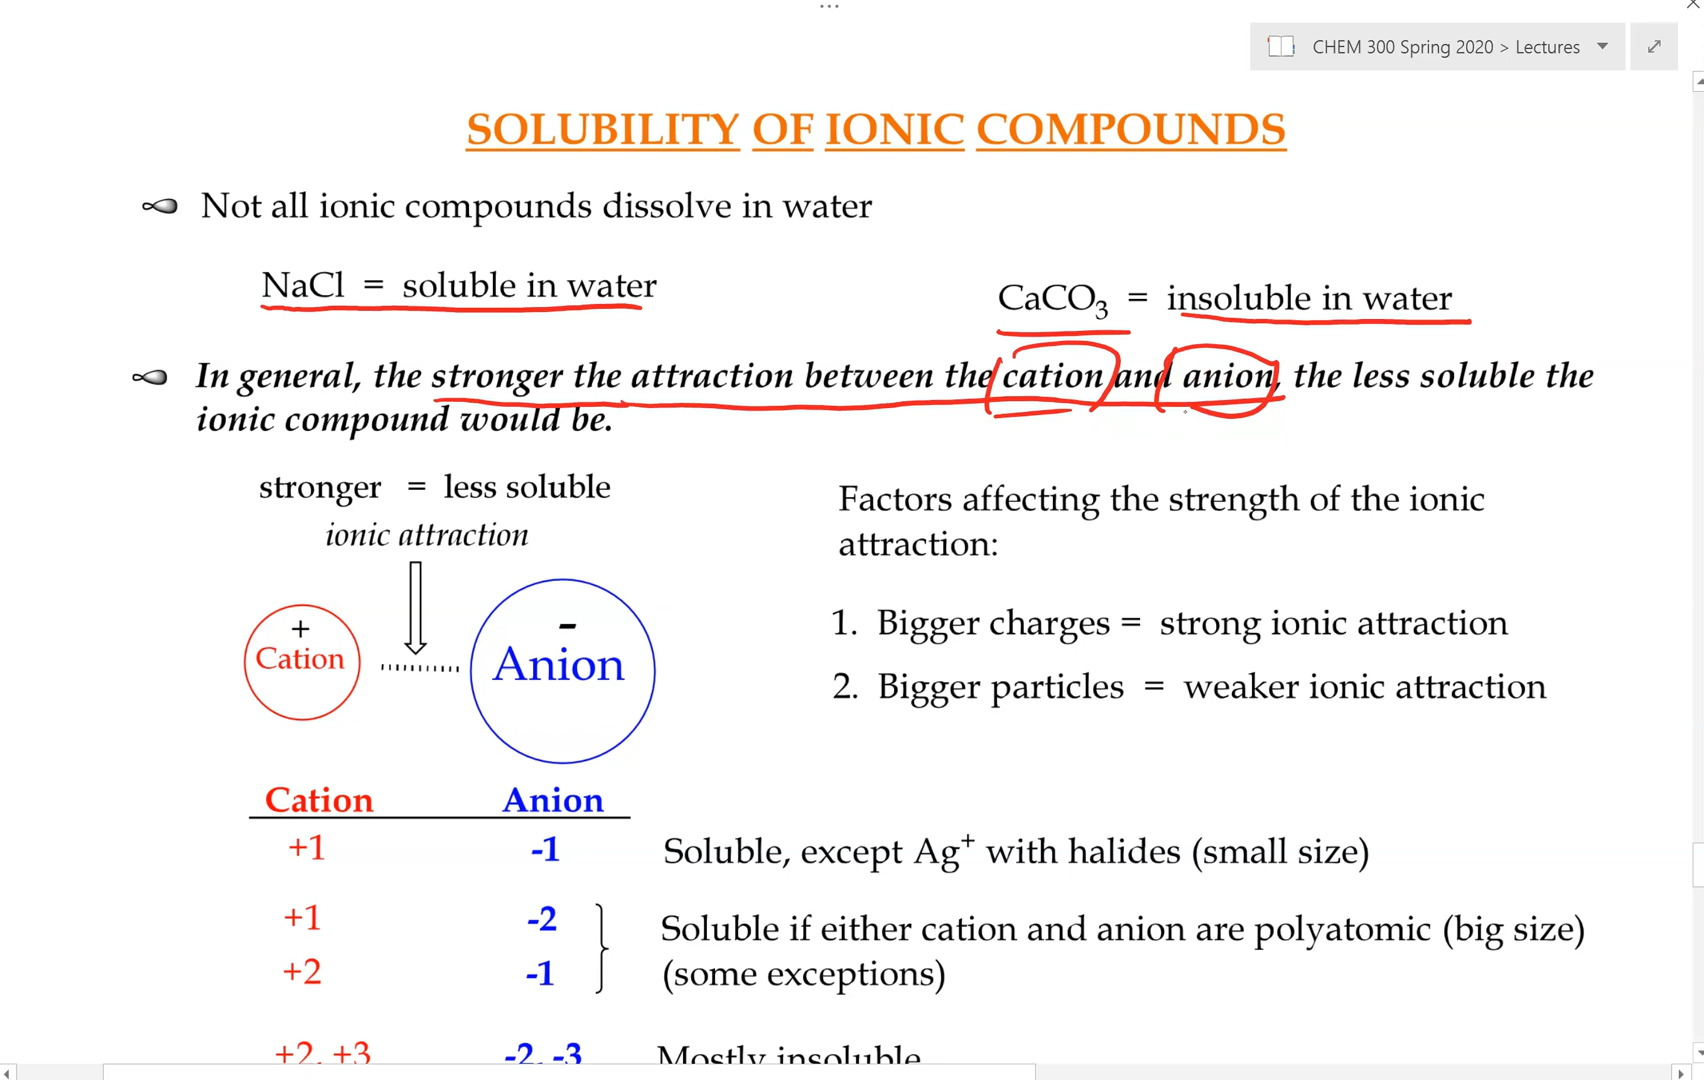 CHEM 300 Spring 2020 > Lectures
SOLUBILITY OF IONIC COMPOUNDS
Not all ionic compounds dissolve in water
NaCl = soluble in water
CaCO₃ = insoluble in water
In general, the stronger the attraction between the cation and anion, the less soluble the
ionic compound would be.
stronger = less soluble
ionic attraction
+
Cation
-
Anion
Factors affecting the strength of the ionic
attraction:
1. Bigger charges = strong ionic attraction
2. Bigger particles = weaker ionic attraction
Cation Anion
+1 -1 Soluble, except Ag⁺ with halides (small size)
+1 -2 Soluble if either cation and anion are polyatomic (big size)
+2 -1 (some exceptions)
+2, +3 -2, -3 Mostly insoluble